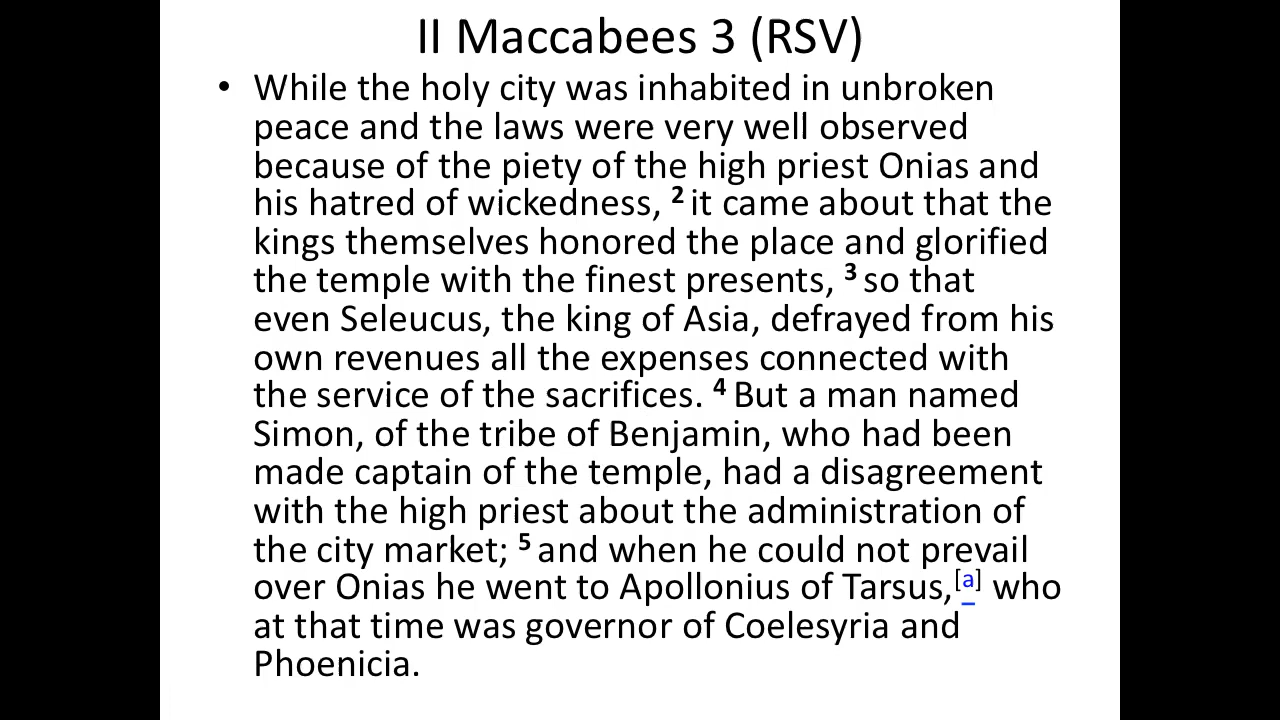 II Maccabees 3 (RSV)
• While the holy city was inhabited in unbroken
peace and the laws were very well observed
because of the piety of the high priest Onias and
his hatred of wickedness, 2 it came about that the
kings themselves honored the place and glorified
the temple with the finest presents, 3 so that
even Seleucus, the king of Asia, defrayed from his
own revenues all the expenses connected with
the service of the sacrifices. 4 But a man named
Simon, of the tribe of Benjamin, who had been
made captain of the temple, had a disagreement
with the high priest about the administration of
the city market; 5 and when he could not prevail
over Onias he went to Apollonius of Tarsus,[a] who
at that time was governor of Coelesyria and
Phoenicia.